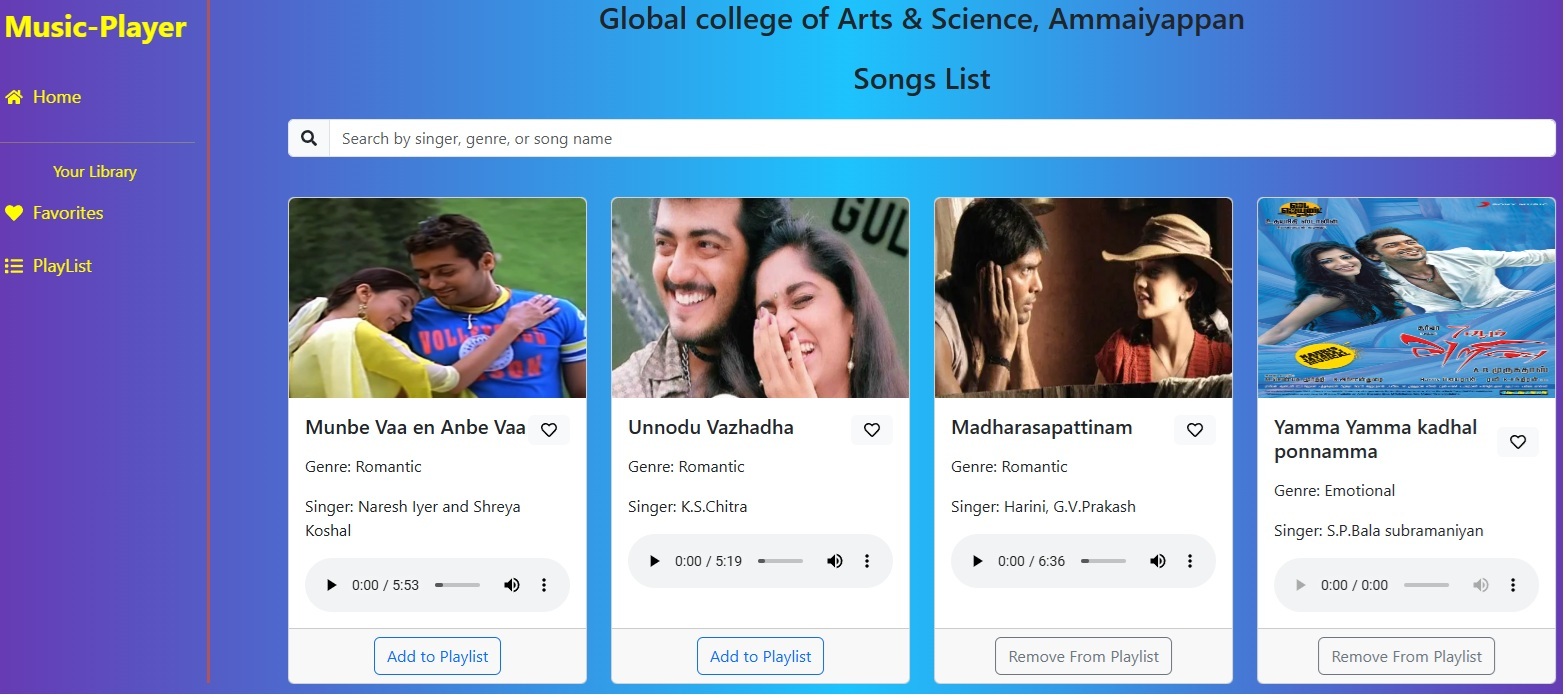 Music-Player
Home
Your Library
Favorites
PlayList
Global college of Arts & Science, Ammaiyappan
Songs List
Search by singer, genre, or song name
GUL
Munbe Vaa en Anbe Vaa
Genre: Romantic
Singer: Naresh Iyer and Shreya
Koshal
0:00 / 5:53
Add to Playlist
Unnodu Vazhadha
Genre: Romantic
Singer: K.S.Chitra
0:00 / 5:19
Add to Playlist
Madharasapattinam
Genre: Romantic
Singer: Harini, G.V.Prakash
0:00 / 6:36
Remove From Playlist
சூர்யா
7ஆம்
அறிவு
A.R.முருகதாஸ்
Yamma Yamma kadhal
ponnamma
Genre: Emotional
Singer: S.P.Bala subramaniyan
0:00 / 0:00
Remove From Playlist